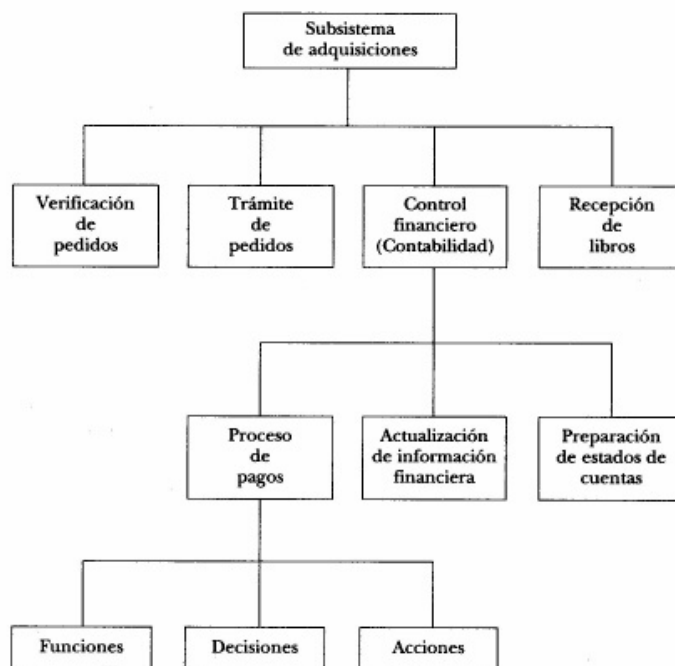 Subsistema
de adquisiciones
Verificación
de
pedidos
Trámite
de
pedidos
Control
financiero
(Contabilidad)
Recepción
de
libros
Proceso
de
pagos
Actualización
de información
financiera
Preparación
de estados de
cuentas
Funciones
Decisiones
Acciones